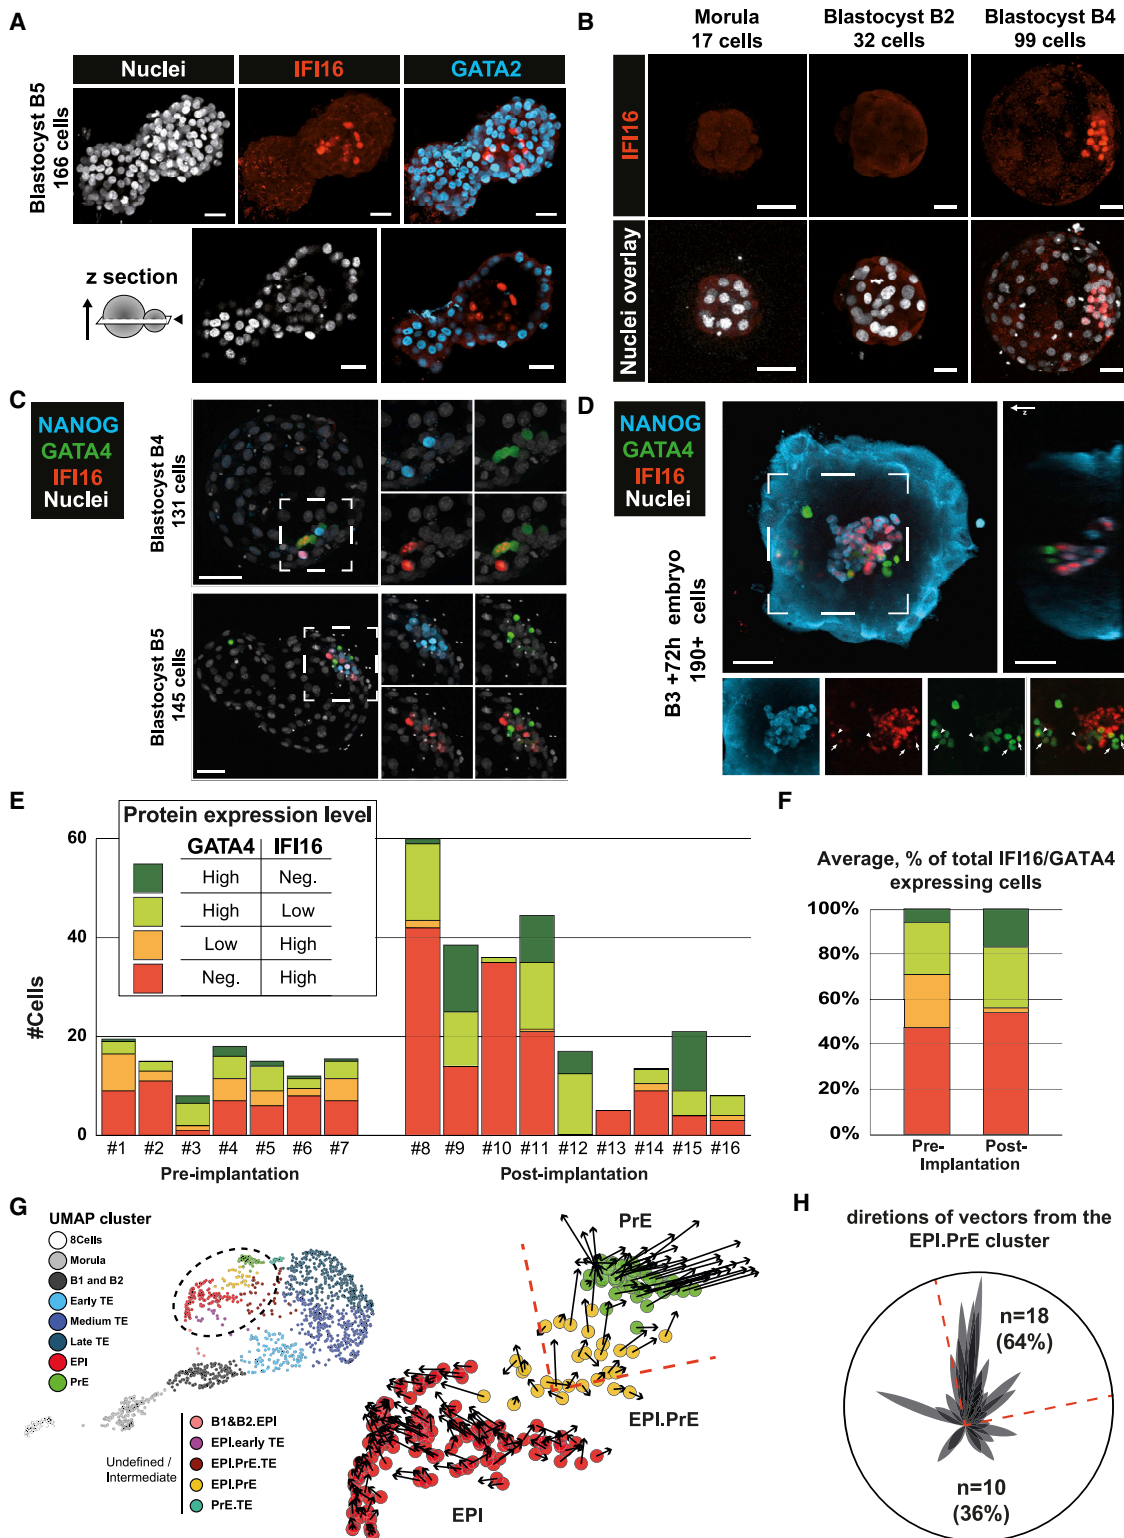 A
Nuclei
IFI16
GATA2
Blastocyst B5
166 cells
z section
B
Morula
17 cells
Blastocyst B2
32 cells
Blastocyst B4
99 cells
IFI16
Nuclei overlay
C
NANOG
GATA4
IFI16
Nuclei
Blastocyst B4
131 cells
Blastocyst B5
145 cells
D
NANOG
GATA4
IFI16
Nuclei
B3 +72h embryo
190+ cells
z
E
Protein expression level
GATA4 IFI16
High Neg.
High Low
Low High
Neg. High
#Cells
60
40
20
0
#1 #2 #3 #4 #5 #6 #7
Pre-implantation
#8 #9 #10 #11 #12 #13 #14 #15 #16
Post-implantation
F
Average, % of total IFI16/GATA4
expressing cells
100%
80%
60%
40%
20%
0%
Pre- Post-
Implantation
G
UMAP cluster
8Cells
Morula
B1 and B2
Early TE
Medium TE
Late TE
EPI
PrE
Undefined /
Intermediate
B1&B2.EPI
EPI.early TE
EPI.PrE.TE
EPI.PrE
PrE.TE
PrE
EPI.PrE
EPI
H
diretions of vectors from the
EPI.PrE cluster
n=18
(64%)
n=10
(36%)